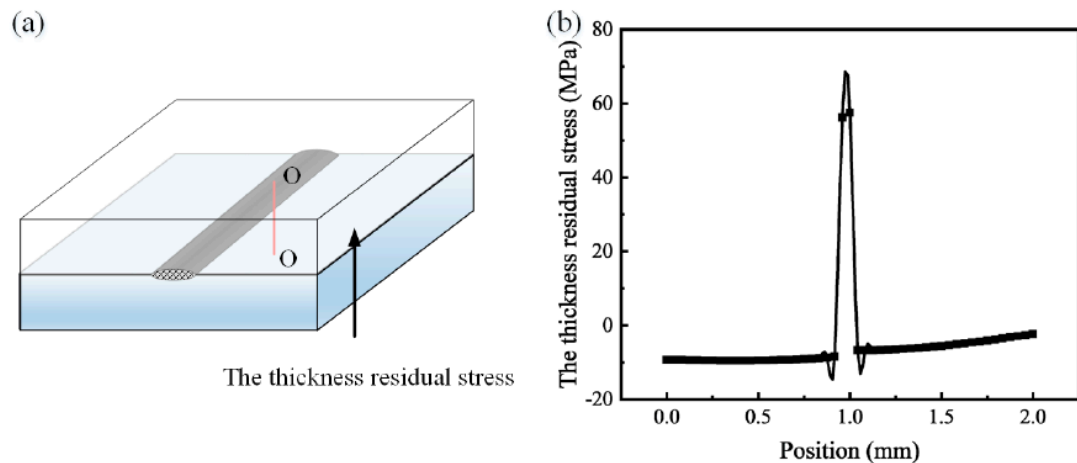 (a)
O
O
The thickness residual stress
(b)
The thickness residual stress (MPa)
80
60
40
20
0
-20
0.0 0.5 1.0 1.5 2.0
Position (mm)